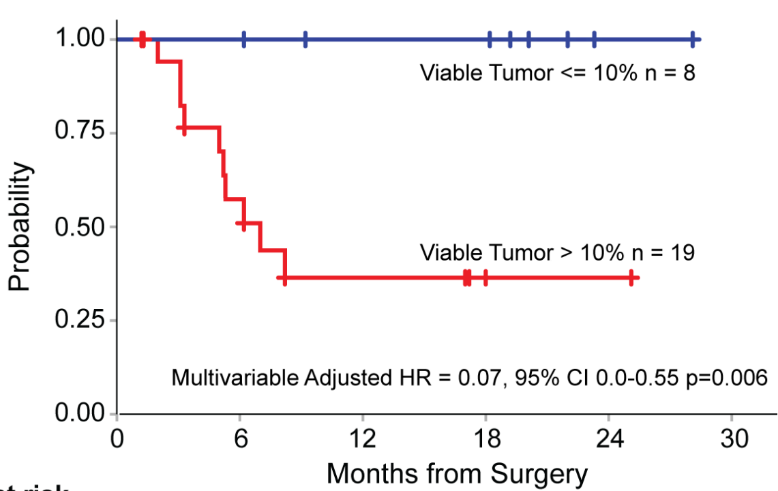 1.00
0.75
0.50
0.25
0.00
Probability
Viable Tumor <= 10% n = 8
Viable Tumor > 10% n = 19
Multivariable Adjusted HR = 0.07, 95% CI 0.0-0.55 p=0.006
0 6 12 18 24 30
Months from Surgery
risk